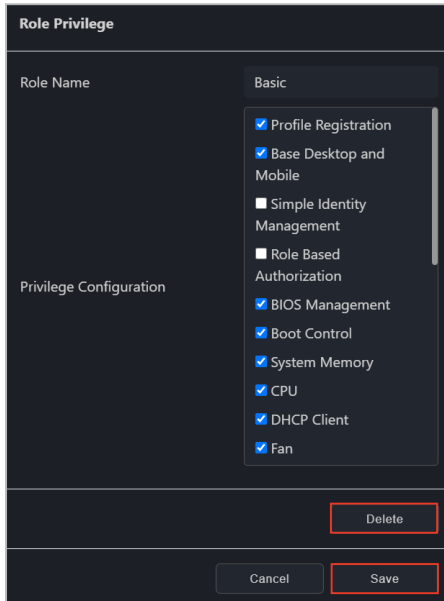 Role Privilege
Role Name
Basic
Privilege Configuration
Profile Registration
Base Desktop and
Mobile
Simple Identity
Management
Role Based
Authorization
BIOS Management
Boot Control
System Memory
CPU
DHCP Client
Fan
Delete
Cancel
Save